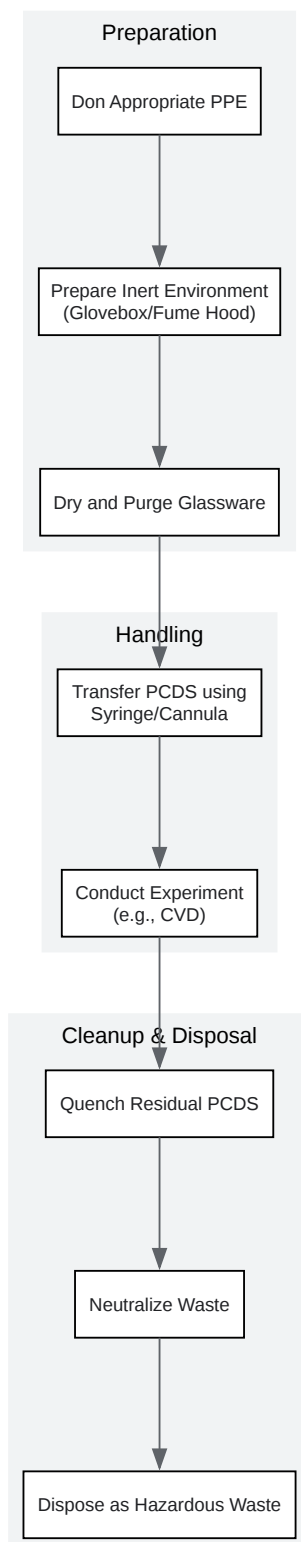 Preparation
Don Appropriate PPE
Prepare Inert Environment
(Glovebox/Fume Hood)
Dry and Purge Glassware
Handling
Transfer PCDS using
Syringe/Cannula
Conduct Experiment
(e.g., CVD)
Cleanup & Disposal
Quench Residual PCDS
Neutralize Waste
Dispose as Hazardous Waste